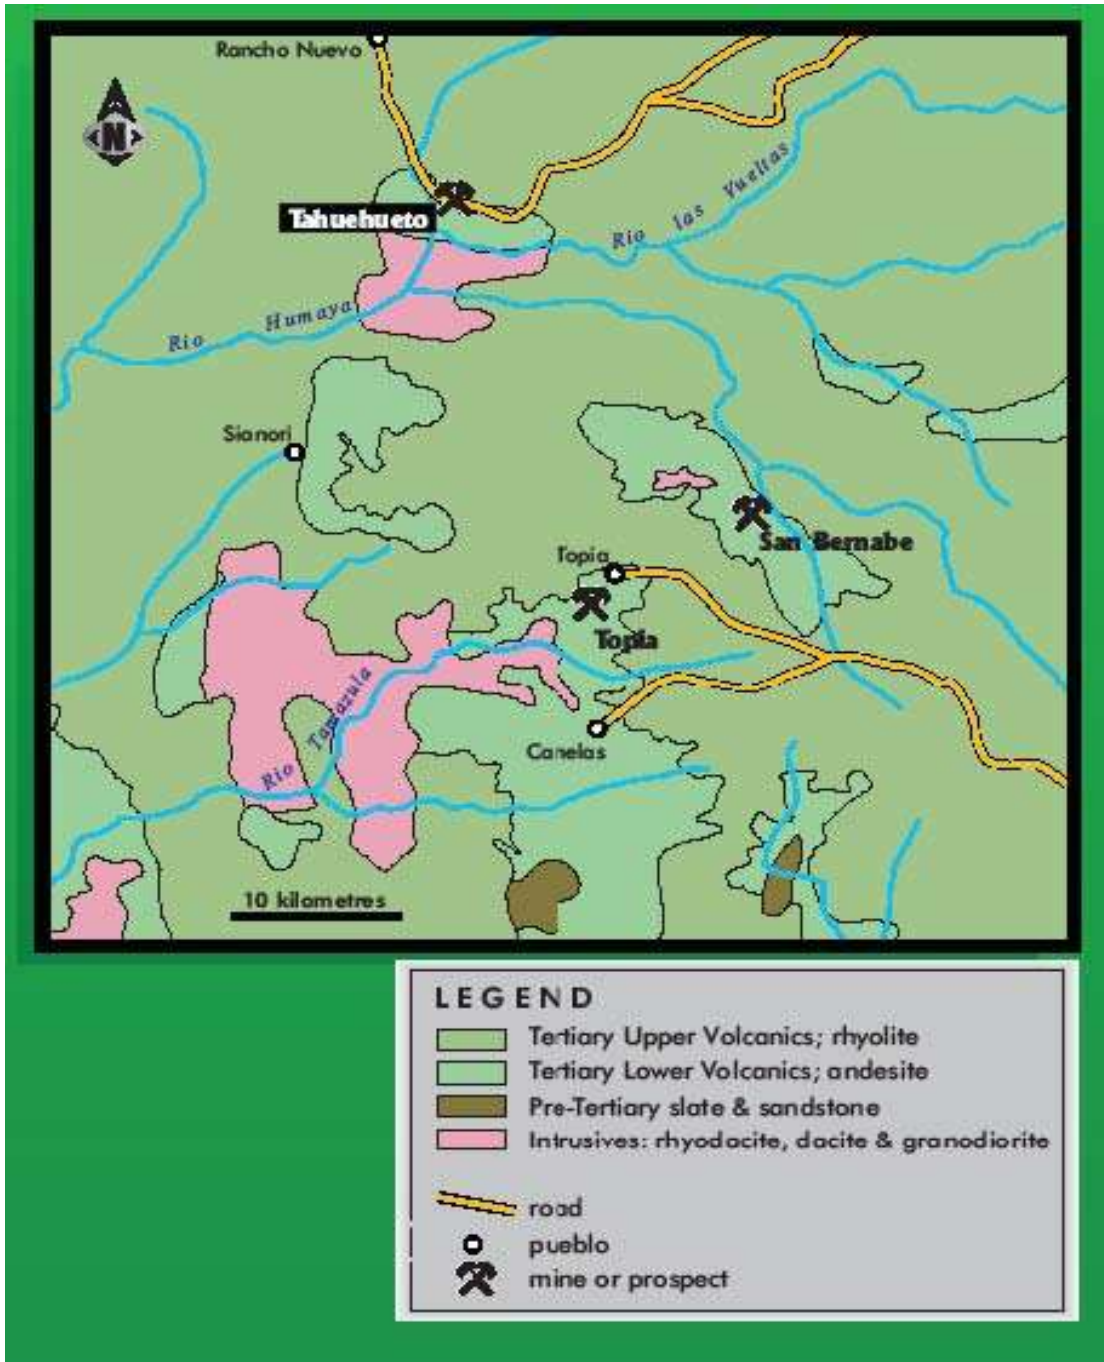 Rancho Nuevo
N
Tahuehueto
Rio las Vueltas
Rio Humaya
Sianori
San Bernabe
Topia
Topia
Rio Tamazula
Canelas
10 kilometres
LEGEND
Tertiary Upper Volcanics; rhyolite
Tertiary Lower Volcanics; andesite
Pre-Tertiary slate & sandstone
Intrusives: rhyodacite, dacite & granodiorite
road
pueblo
mine or prospect